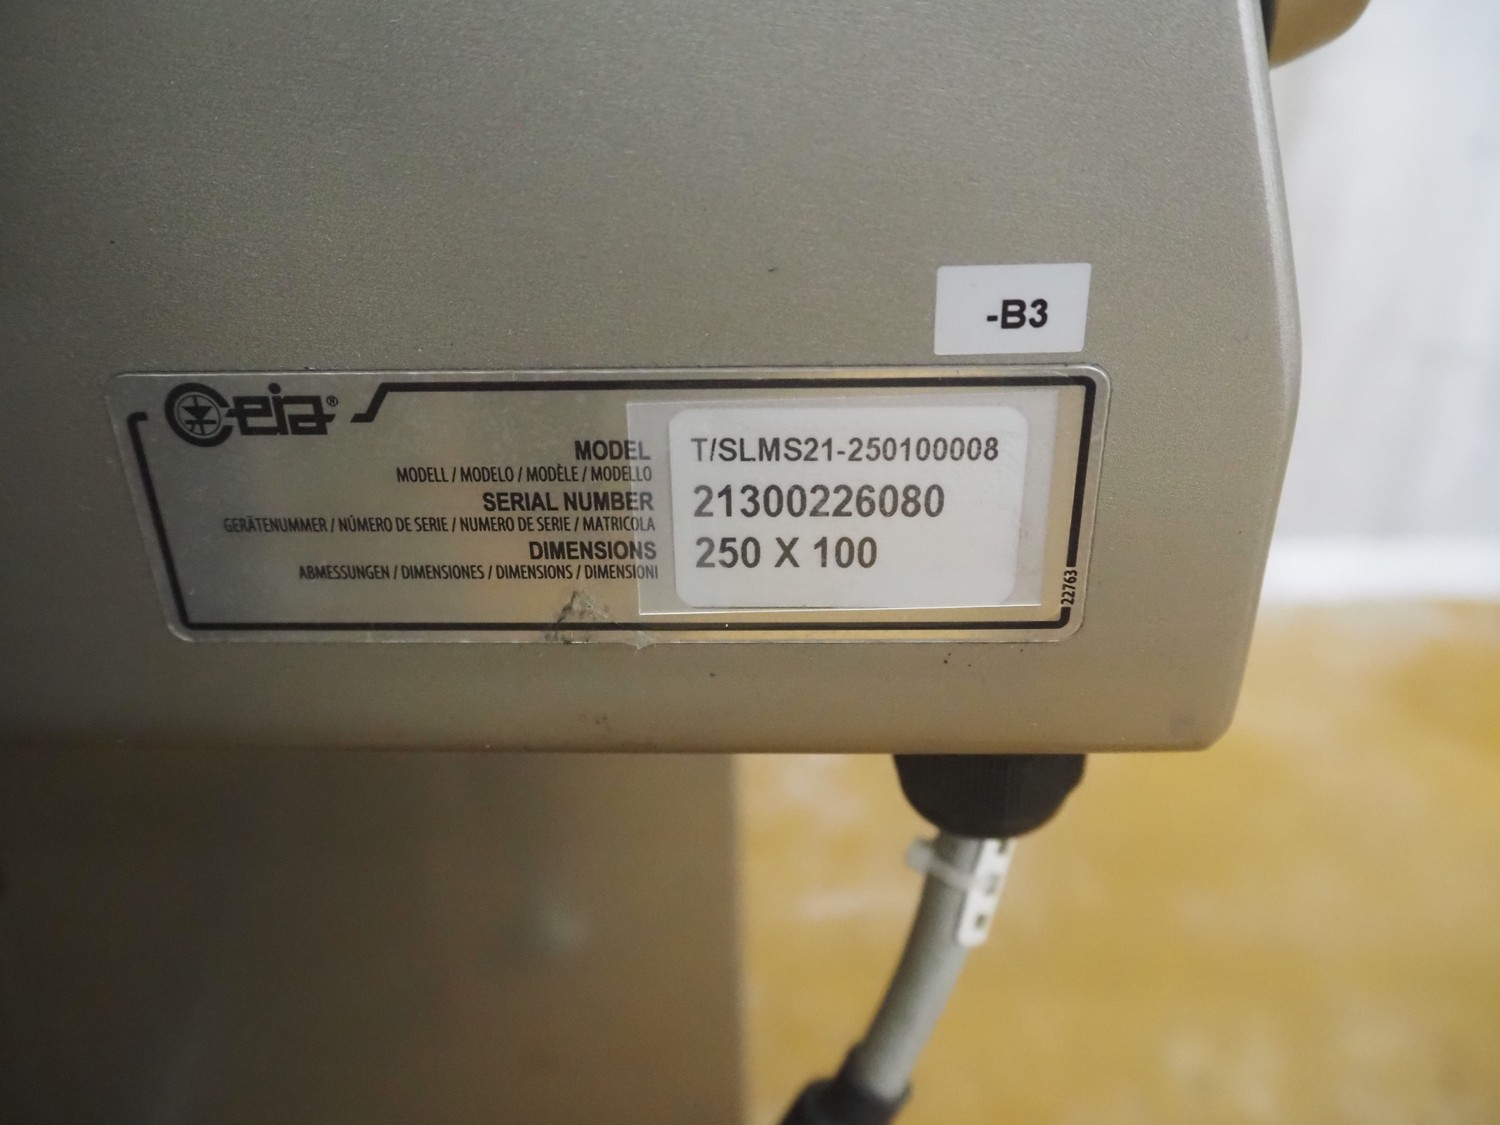 -B3
Ceia®
MODEL T/SLMS21-250100008
MODELL / MODELO / MODÈLE / MODELLO
SERIAL NUMBER 21300226080
GERÄTENUMMER / NÚMERO DE SERIE / NUMERO DE SERIE / MATRICOLA
DIMENSIONS 250 X 100
ABMESSUNGEN / DIMENSIONES / DIMENSIONS / DIMENSIONI
22763